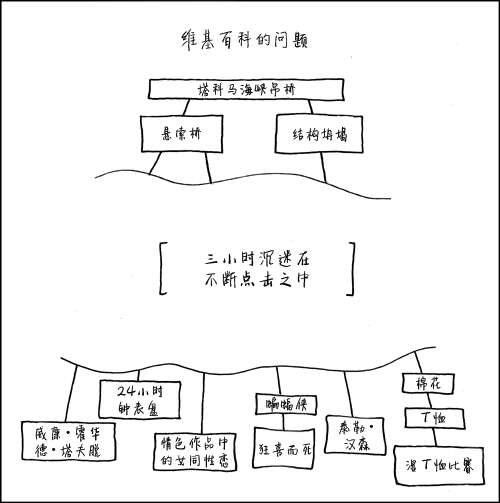 维基百科的问题
塔科马海峡吊桥
悬索桥
结构坍塌
三小时沉迷在
不断点击之中
棉花
24小时
钟表盘
蝙蝠侠
T恤
威廉·霍华
德·塔夫脱
情色作品中
的女同性恋
狂喜而死
泰勒·
汉森
湿T恤比赛